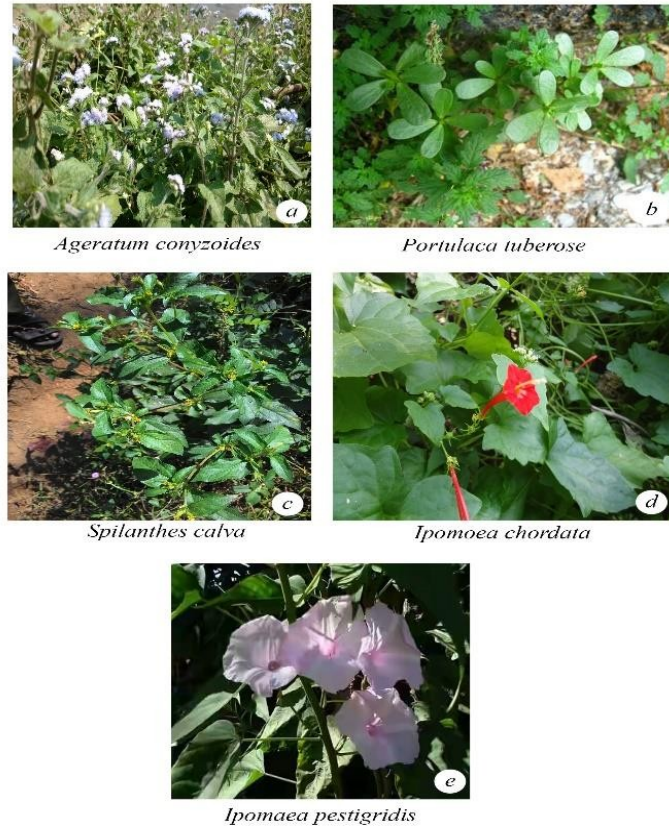 a
b
Ageratum conyzoides
Portulaca tuberose
c
d
Spilanthes calva
Ipomoea chordata
e
Ipomaea pestigridis